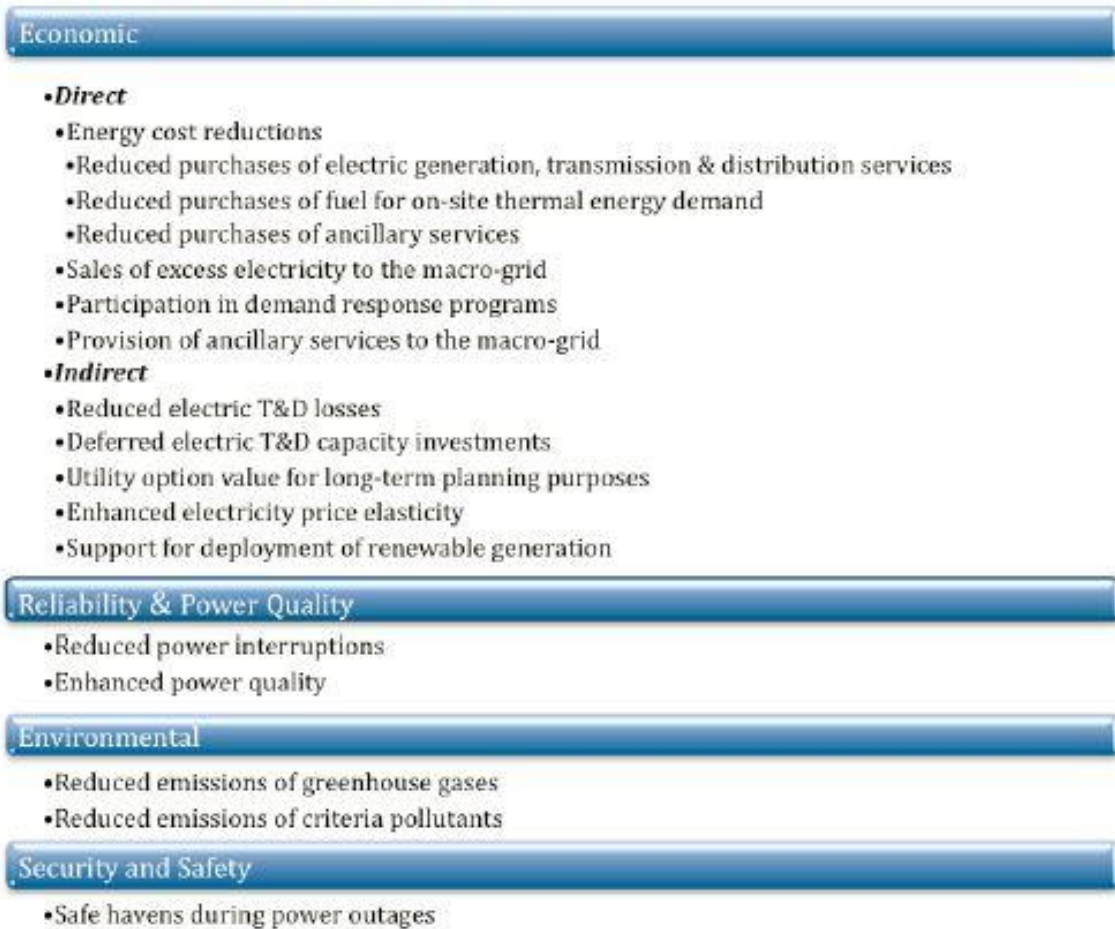 Economic
•Direct
•Energy cost reductions
•Reduced purchases of electric generation, transmission & distribution services
•Reduced purchases of fuel for on-site thermal energy demand
•Reduced purchases of ancillary services
•Sales of excess electricity to the macro-grid
•Participation in demand response programs
•Provision of ancillary services to the macro-grid
•Indirect
•Reduced electric T&D losses
•Deferred electric T&D capacity investments
•Utility option value for long-term planning purposes
•Enhanced electricity price elasticity
•Support for deployment of renewable generation
Reliability & Power Quality
•Reduced power interruptions
•Enhanced power quality
Environmental
•Reduced emissions of greenhouse gases
•Reduced emissions of criteria pollutants
Security and Safety
•Safe havens during power outages